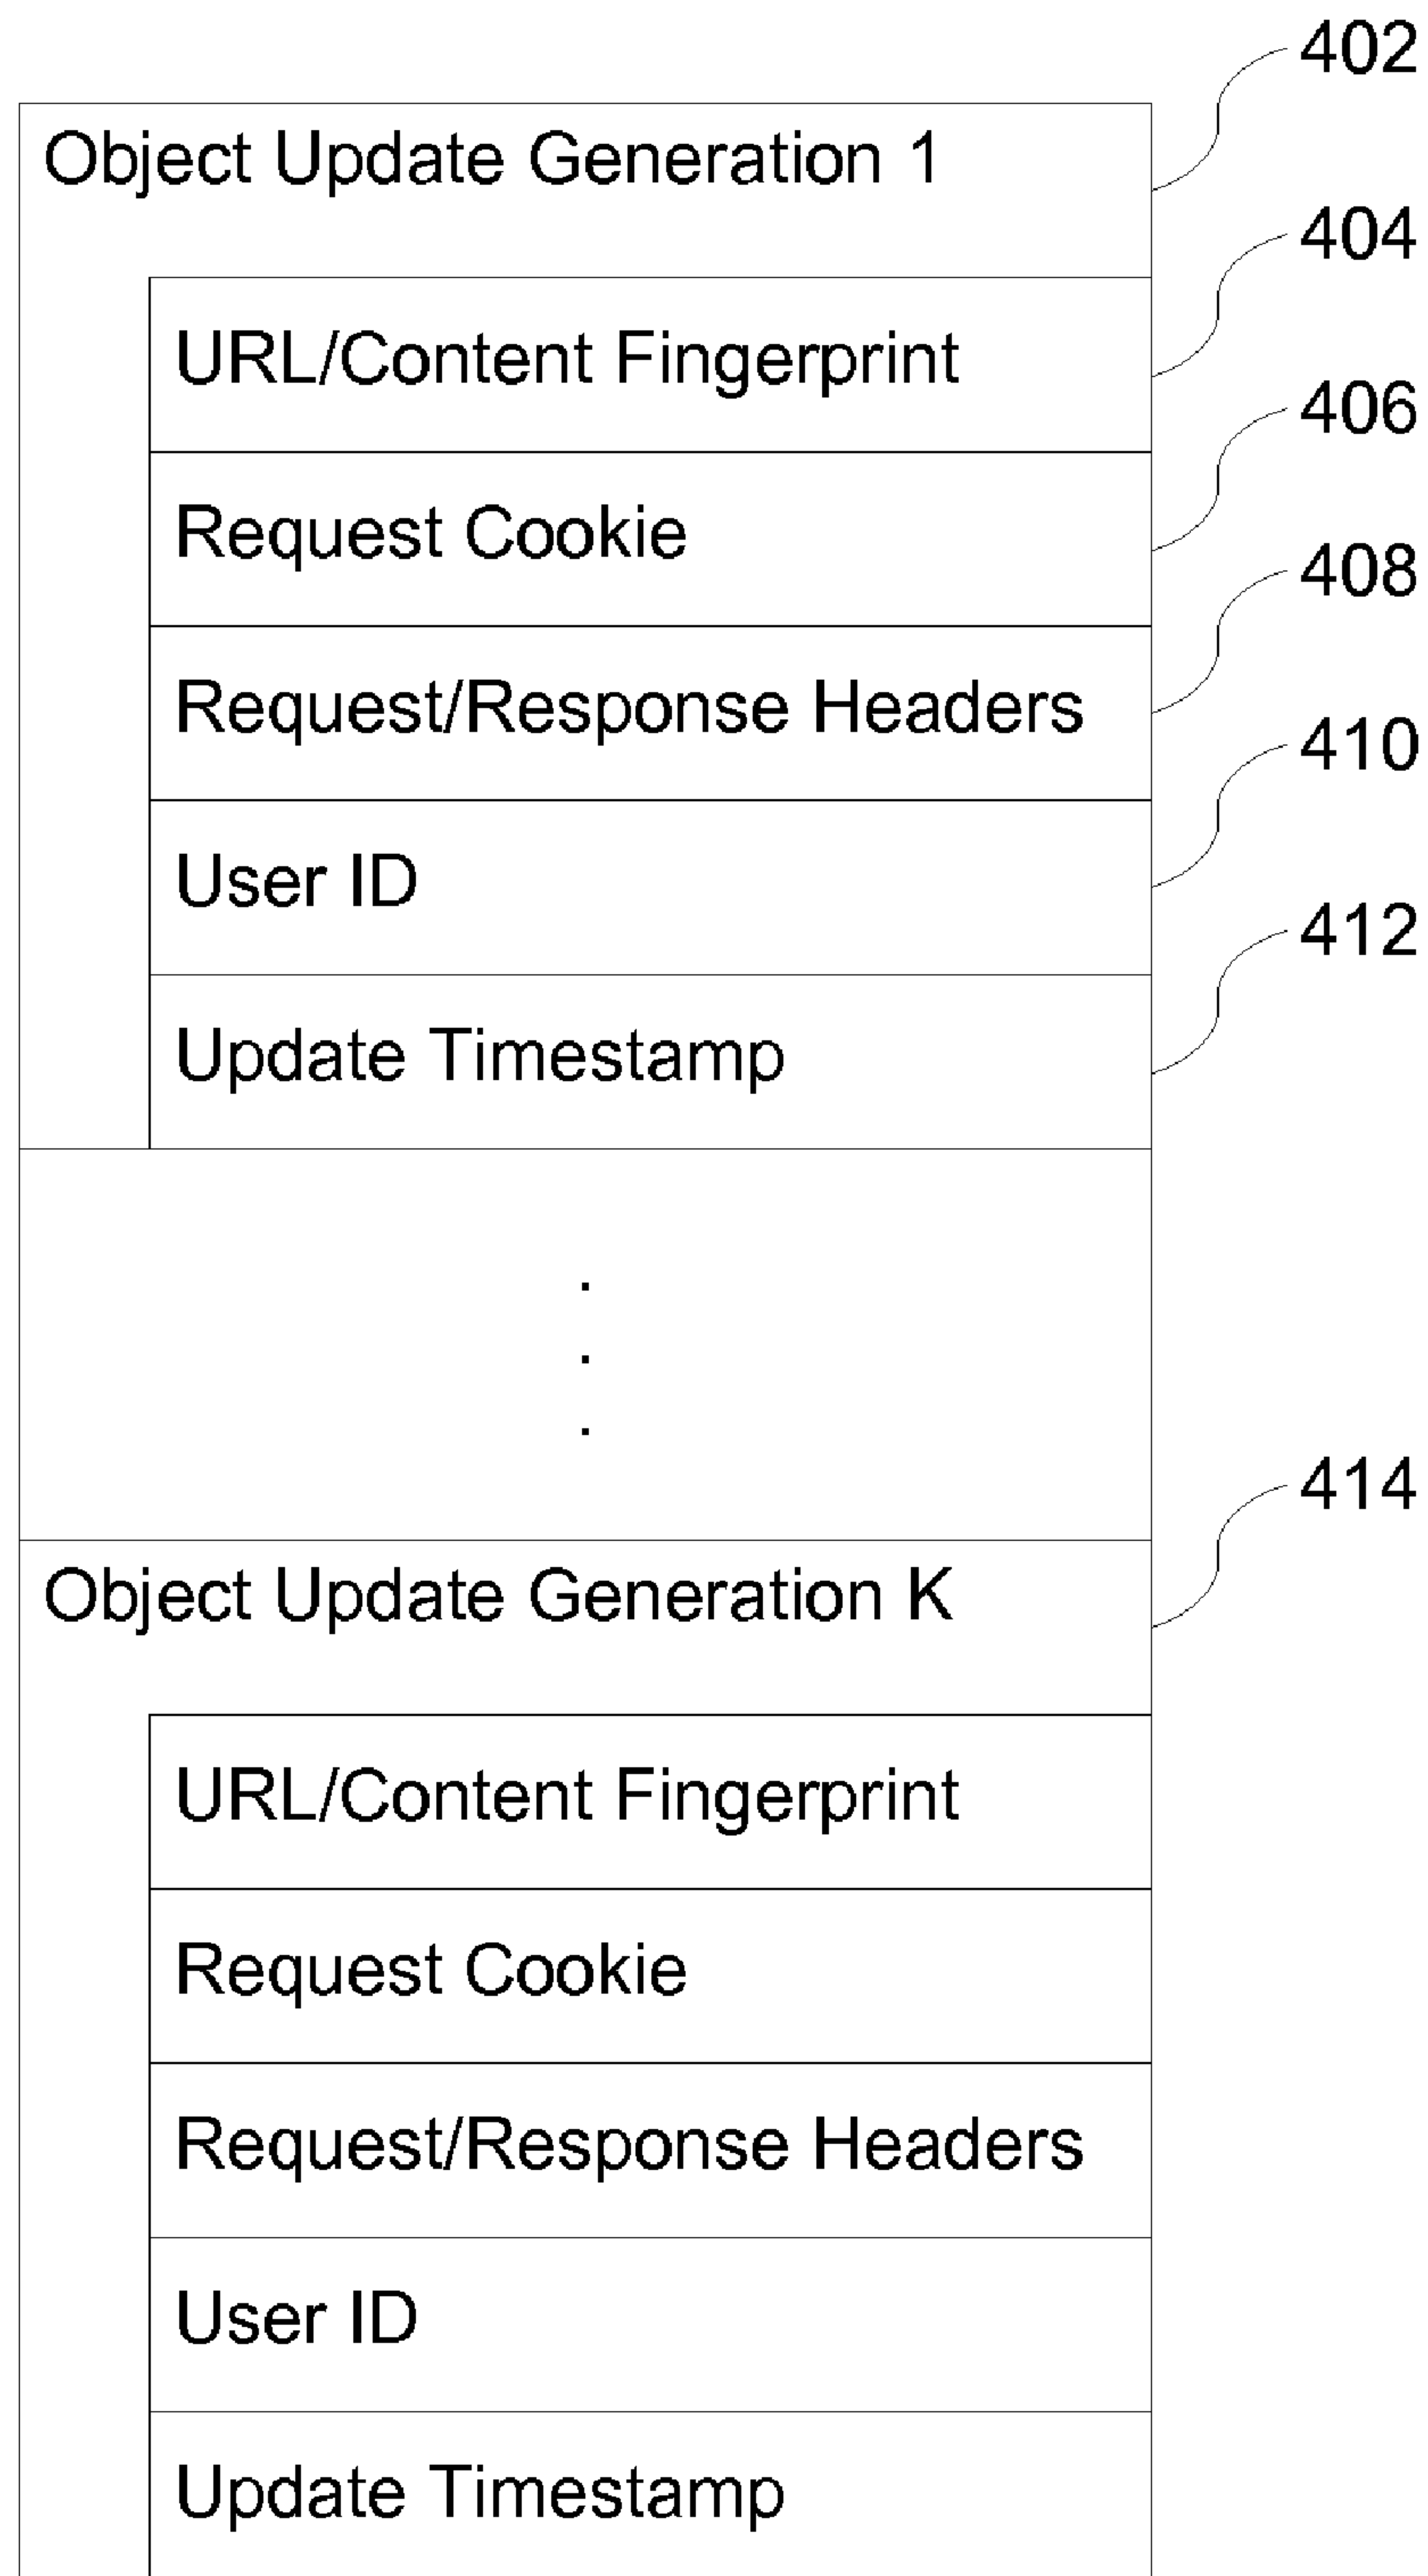 402
Object Update Generation 1
404
URL/Content Fingerprint
406
Request Cookie
408
Request/Response Headers
410
User ID
412
Update Timestamp
.
.
.
414
Object Update Generation K
URL/Content Fingerprint
Request Cookie
Request/Response Headers
User ID
Update Timestamp